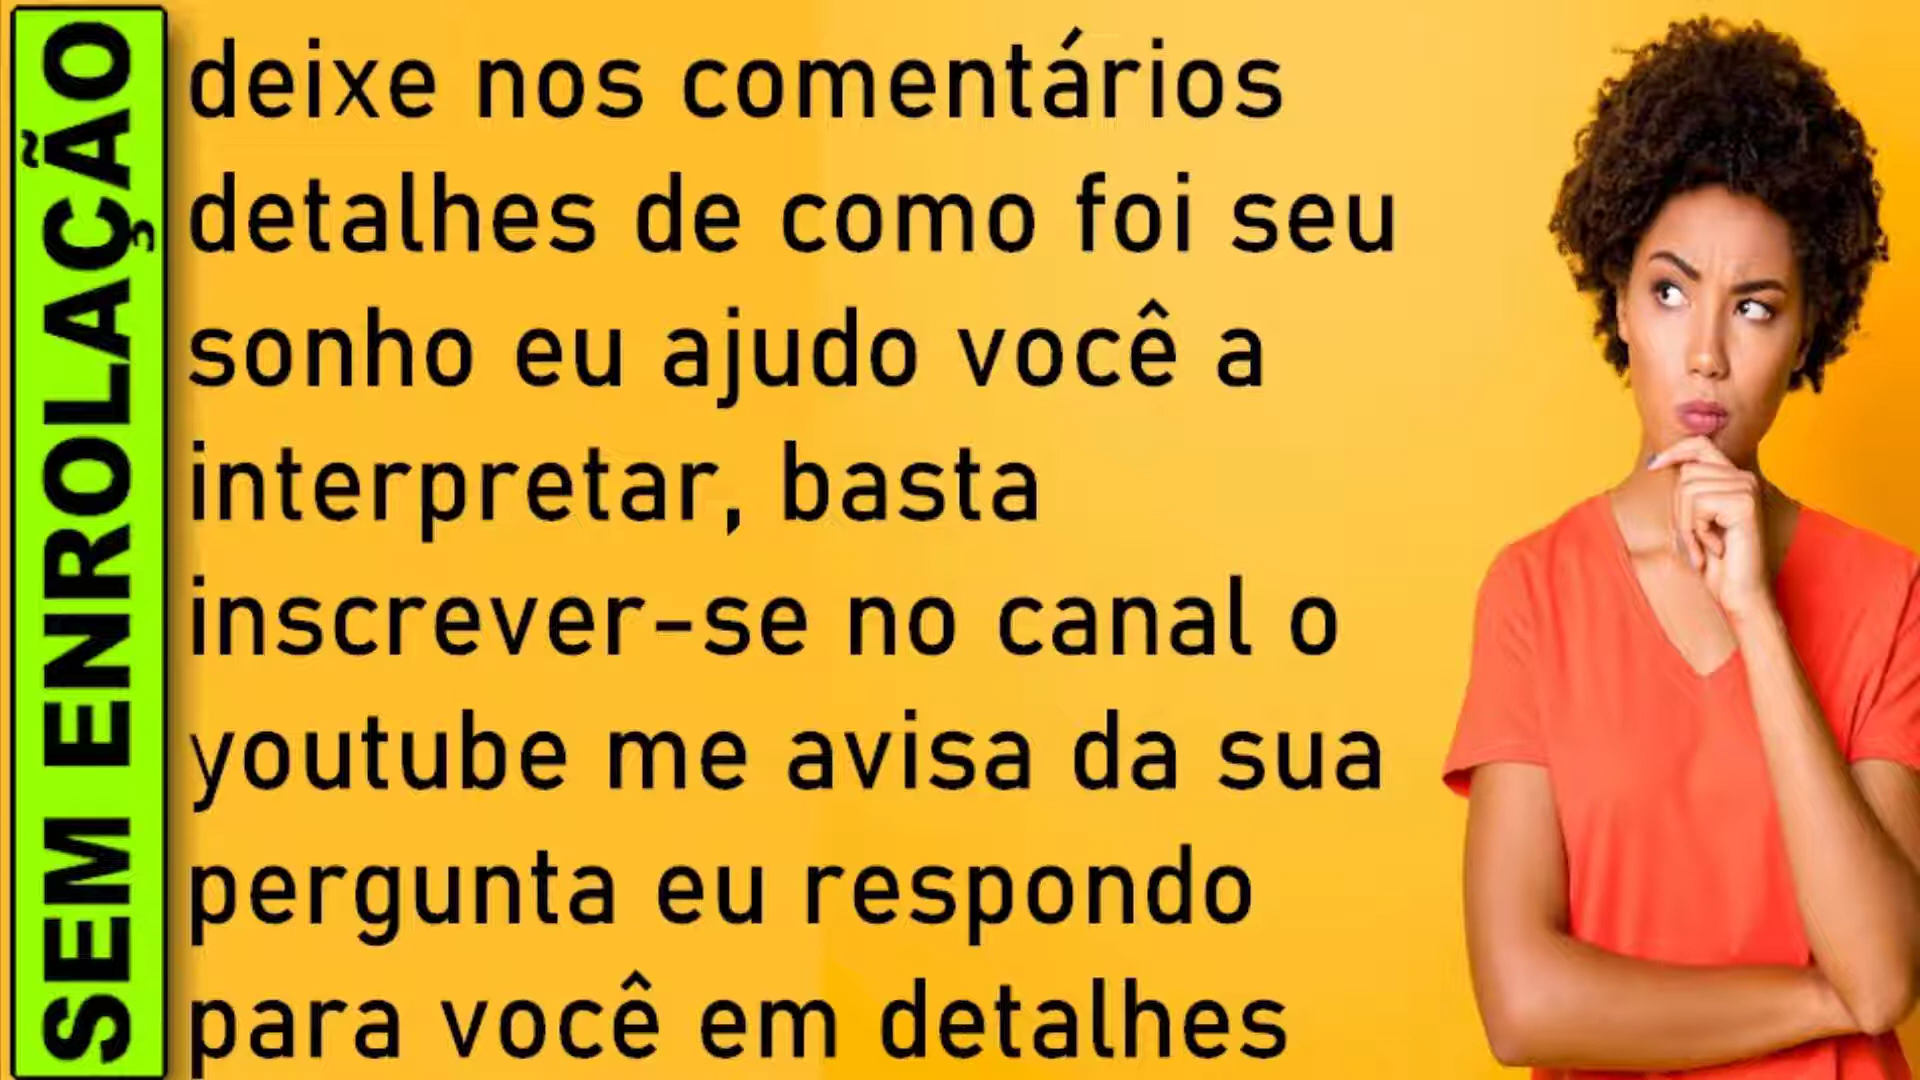 SEM ENROLAÇÃO
deixe nos comentários
detalhes de como foi seu
sonho eu ajudo você a
interpretar, basta
inscrever-se no canal o
youtube me avisa da sua
pergunta eu respondo
para você em detalhes